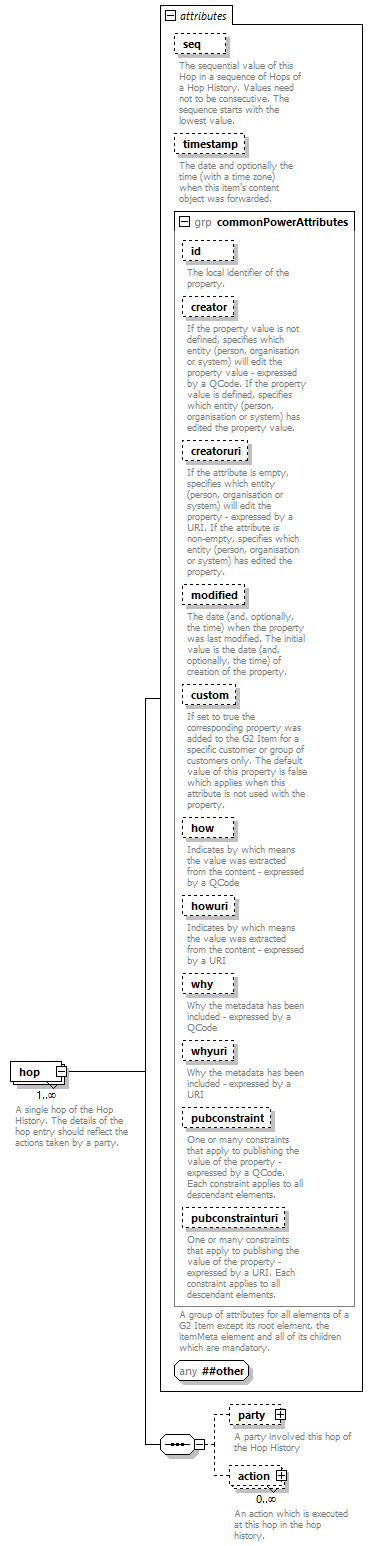 attributes
seq
The sequential value of this
Hop in a sequence of Hops of
a Hop History. Values need
not to be consecutive. The
sequence starts with the
lowest value.
timestamp
The date and optionally the
time (with a time zone)
when this item's content
object was forwarded.
grp commonPowerAttributes
id
The local identifier of the
property.
creator
If the property value is not
defined, specifies which
entity (person, organisation
or system) will edit the
property value - expressed
by a QCode. If the property
value is defined, specifies
which entity (person,
organisation or system) has
edited the property value.
creatoruri
If the attribute is empty,
specifies which entity
(person, organisation or
system) will edit the
property - expressed by a
URI. If the attribute is
non-empty, specifies which
entity (person, organisation
or system) has edited the
property.
modified
The date (and, optionally,
the time) when the property
was last modified. The initial
value is the date (and,
optionally, the time) of
creation of the property.
custom
If set to true the
corresponding property was
added to the G2 Item for a
specific customer or group of
customers only. The default
value of this property is false
which applies when this
attribute is not used with the
property.
how
Indicates by which means
the value was extracted
from the content - expressed
by a QCode
howuri
Indicates by which means
the value was extracted
from the content - expressed
by a URI
why
Why the metadata has been
included - expressed by a
QCode
whyuri
Why the metadata has been
included - expressed by a
URI
pubconstraint
One or many constraints
that apply to publishing the
value of the property -
expressed by a QCode.
Each constraint applies to all
descendant elements.
pubconstrainturi
One or many constraints
that apply to publishing the
value of the property -
expressed by a URI. Each
constraint applies to all
descendant elements.
A group of attributes for all elements of a
G2 Item except its root element, the
itemMeta element and all of its children
which are mandatory.
any ##other
hop
1..∞
A single hop of the Hop
History. The details of the
hop entry should reflect the
actions taken by a party.
party
A party involved this hop of
the Hop History
action
0..∞
An action which is executed
at this hop in the hop
history.